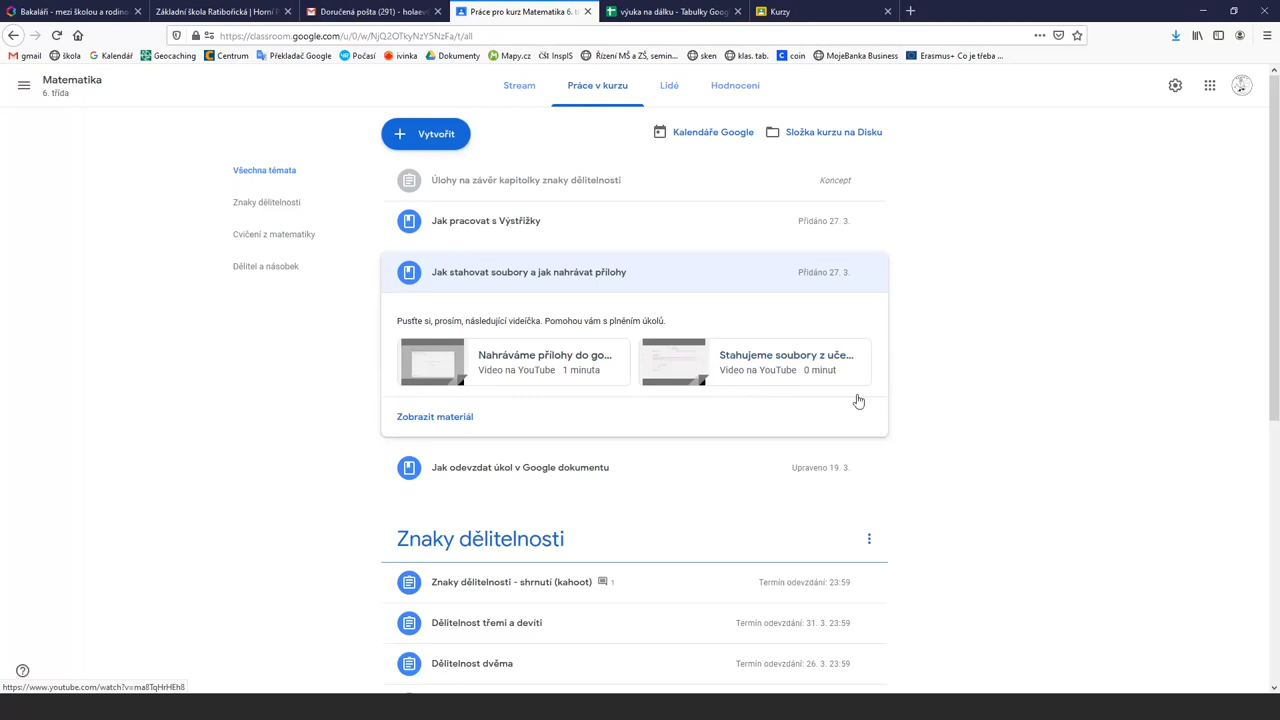 Bakaláři - mezi školou a rodino
Základní škola Ratibořická | Horní P
Doručená pošta (291) - holaev
Práce pro kurz Matematika 6. t
výuka na dálku - Tabulky Goog
Kurzy
https://classroom.google.com/u/0/w/NjQ2OTkyNzY5NzFa/t/all
gmail
škola
Kalendář
Geocaching
Centrum
Překladač Google
Počasí
ivinka
Dokumenty
Mapy.cz
InspIS
Řízení MŠ a ZŠ, semin...
sken
klas. tab.
coin
MojeBanka Business
Erasmus+ Co je třeba ...
Matematika
6. třída
Stream
Práce v kurzu
Lidé
Hodnocení
Vytvořit
Kalendáře Google
Složka kurzu na Disku
Všechna témata
Znaky dělitelnosti
Cvičení z matematiky
Dělitel a násobek
Úlohy na závěr kapitolky znaky dělitelnosti
Koncept
Jak pracovat s Výstřižky
Přidáno 27. 3.
Jak stahovat soubory a jak nahrávat přílohy
Přidáno 27. 3.
Pusťte si, prosím, následující videíčka. Pomohou vám s plněním úkolů.
Nahráváme přílohy do go...
Video na YouTube 1 minuta
Stahujeme soubory z uče...
Video na YouTube 0 minut
Zobrazit materiál
Jak odevzdat úkol v Google dokumentu
Upraveno 19. 3.
Znaky dělitelnosti
Znaky dělitelnosti - shrnutí (kahoot) 1
Termín odevzdání: 23:59
Dělitelnost třemi a devíti
Termín odevzdání: 31. 3. 23:59
Dělitelnost dvěma
Termín odevzdání: 26. 3. 23:59
https://www.youtube.com/watch?v=ma8TqHrHEh8